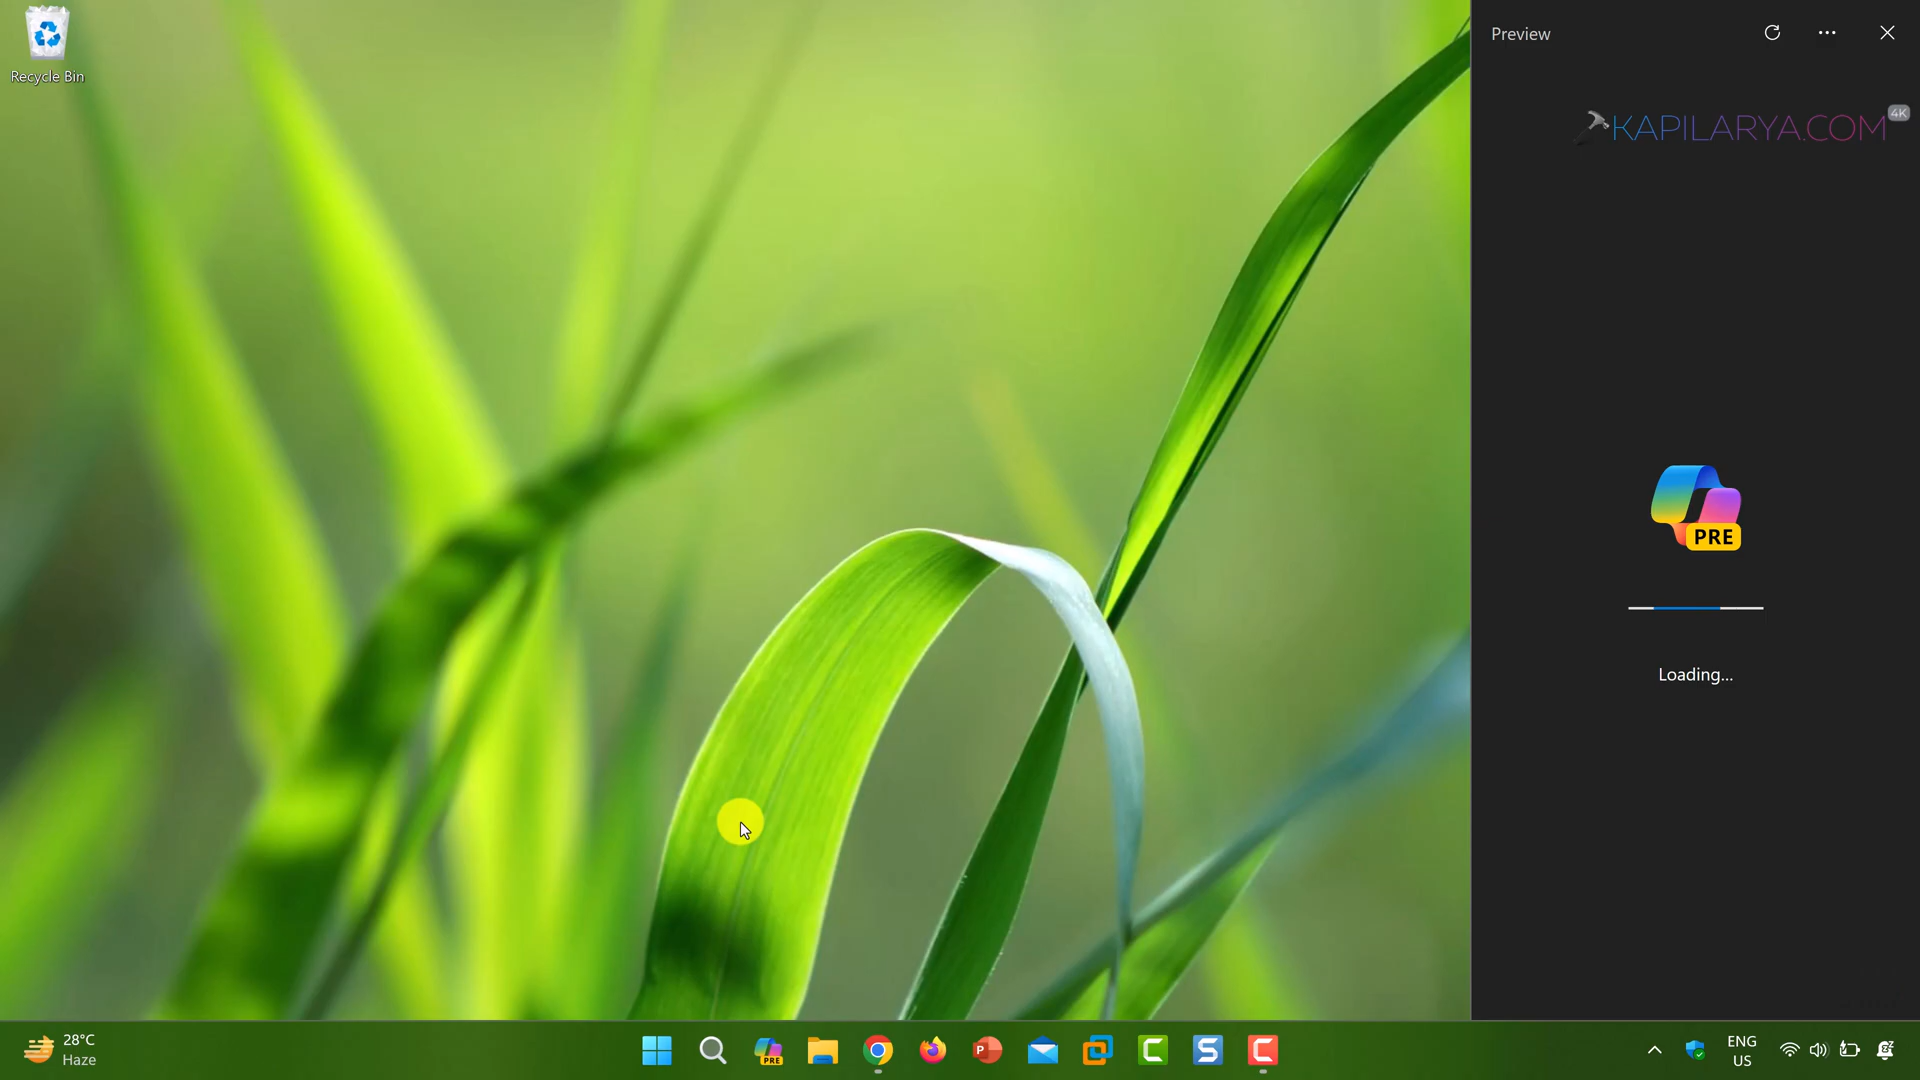 Recycle Bin
Preview
KAPILARYA.COM
4K
PRE
Loading...
28°C
Haze
PRE
P
C
S
C
ENG
US